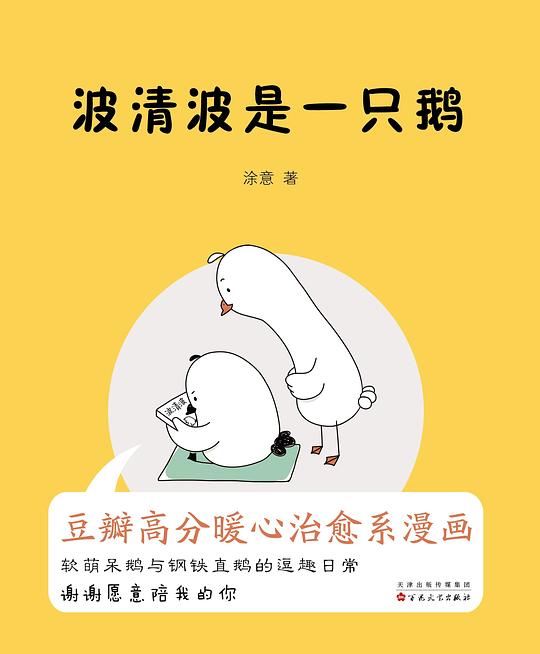 波清波是一只鹅
涂意 著
波清波
豆瓣高分暖心治愈系漫画
软萌呆鹅与钢铁直鹅的逗趣日常
谢谢愿意陪我的你
天津出版传媒集团
百花文艺出版社